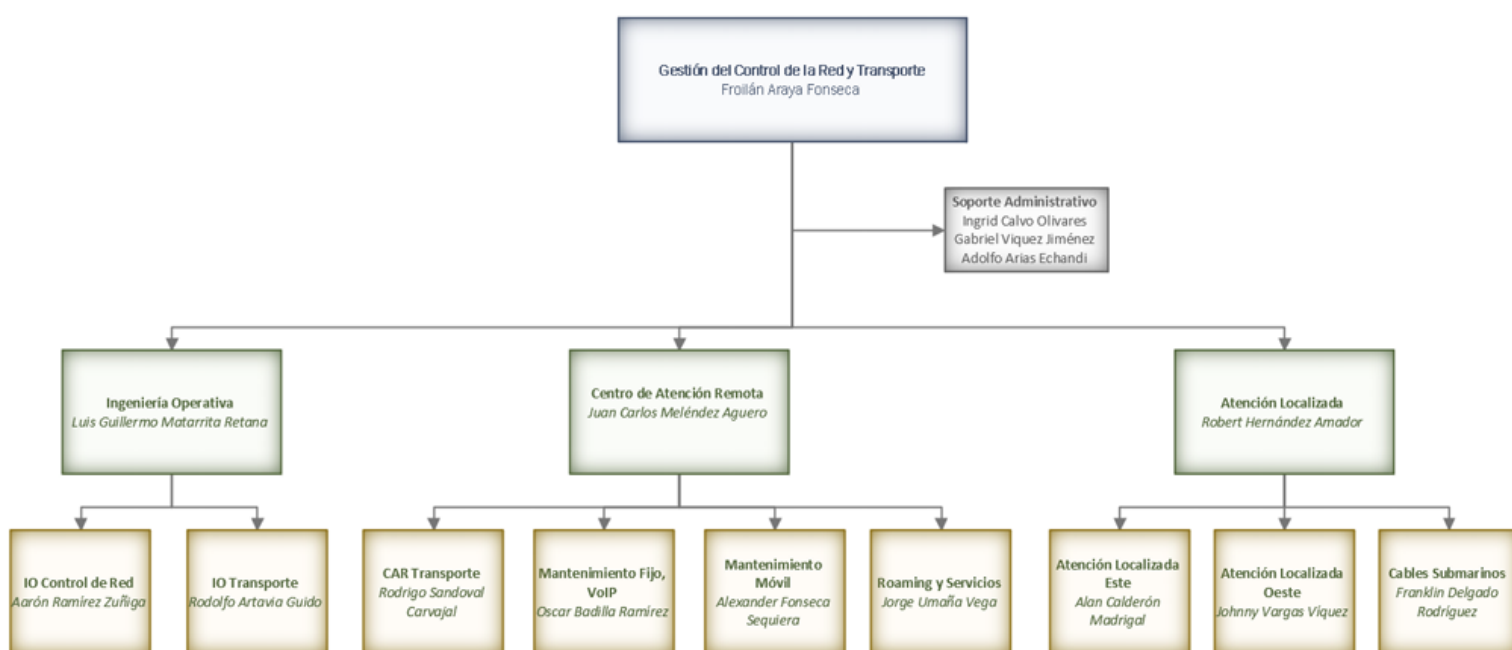 Gestión del Control de la Red y Transporte
Froilán Araya Fonseca
Soporte Administrativo
Ingrid Calvo Olivares
Gabriel Viquez Jiménez
Adolfo Arias Echandi
Ingeniería Operativa
Luis Guillermo Matarrita Retana
Centro de Atención Remota
Juan Carlos Meléndez Aguero
Atención Localizada
Robert Hernández Amador
IO Control de Red
Aarón Ramírez Zuñiga
IO Transporte
Rodolfo Artavia Guido
CAR Transporte
Rodrigo Sandoval
Carvajal
Mantenimiento Fijo,
VoIP
Oscar Badilla Ramírez
Mantenimiento
Móvil
Alexander Fonseca
Sequiera
Roaming y Servicios
Jorge Umaña Vega
Atención Localizada
Este
Alan Calderón
Madrigal
Atención Localizada
Oeste
Johnny Vargas Víquez
Cables Submarinos
Franklin Delgado
Rodríguez